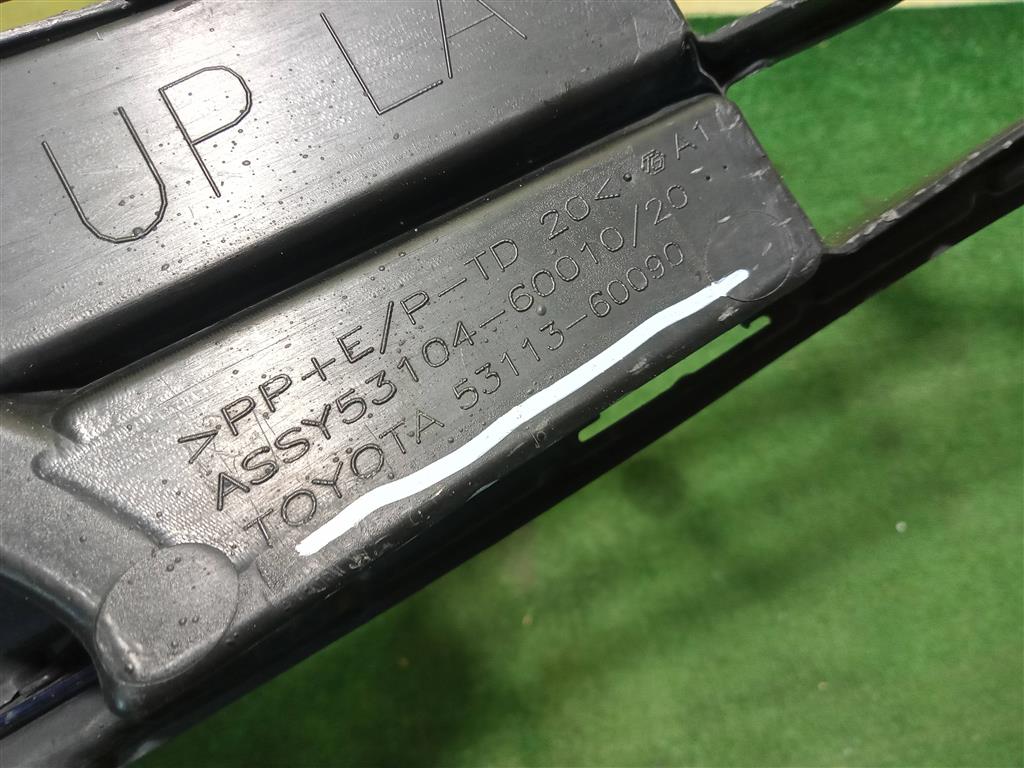 UP LA
>PP+E/P-TD 20<
A1
ASSY53104-60010/20
TOYOTA 53113-60090